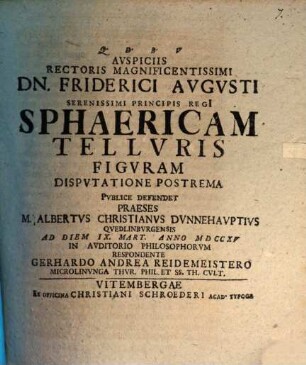 7.
Q. D. B. V
AVSPICIIS
RECTORIS MAGNIFICENTISSIMI
DN. FRIDERICI AVGVSTI
SERENISSIMI PRINCIPIS REGI
SPHAERICAM
TELLVRIS
FIGVRAM
DISPVTATIONE POSTREMA
PVBLICE DEFENDET
PRAESES
M. ALBERTVS CHRISTIANVS DVNNEHAVPTIVS
QVEDLINBVRGENSIS
AD DIEM IX. MART. ANNO MDCCXV
IN AVDITORIO PHILOSOPHORVM
RESPONDENTE
GERHARDO ANDREA REIDEMEISTERO
MICROLINVNGA THVR. PHIL. ET SS. TH. CVLT.
VITEMBERGAE
EX OFFICINA CHRISTIANI SCHROEDERI ACAD. TYPOGR